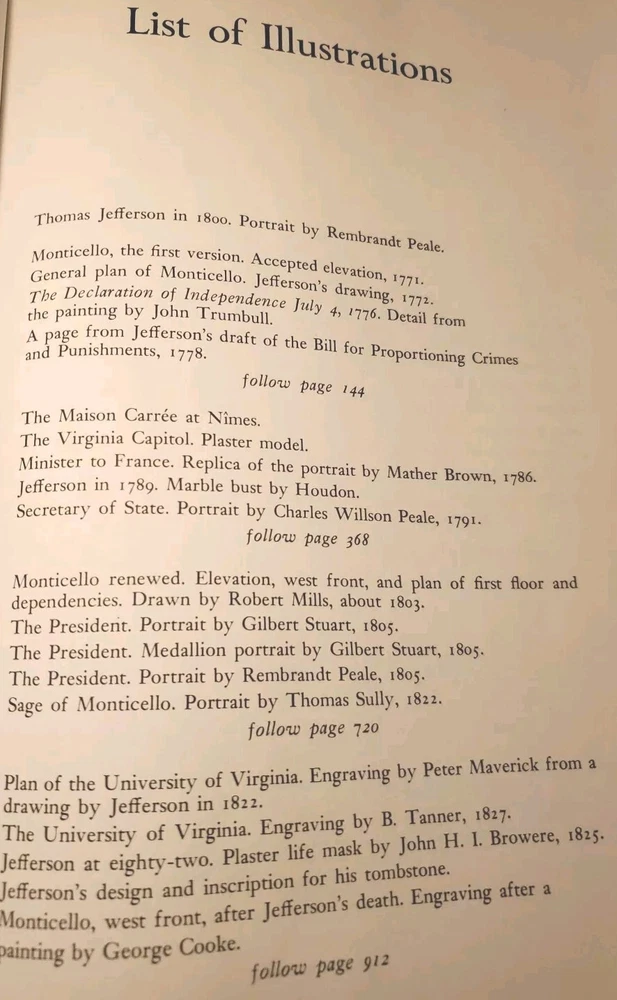 List of Illustrations
Thomas Jefferson in 1800. Portrait by Rembrandt Peale.
Monticello, the first version. Accepted elevation, 1771.
General plan of Monticello. Jefferson's drawing, 1772.
The Declaration of Independence July 4, 1776. Detail from
the painting by John Trumbull.
A page from Jefferson's draft of the Bill for Proportioning Crimes
and Punishments, 1778.
follow page 144
The Maison Carrée at Nîmes.
The Virginia Capitol. Plaster model.
Minister to France. Replica of the portrait by Mather Brown, 1786.
Jefferson in 1789. Marble bust by Houdon.
Secretary of State. Portrait by Charles Willson Peale, 1791.
follow page 368
Monticello renewed. Elevation, west front, and plan of first floor and
dependencies. Drawn by Robert Mills, about 1803.
The President. Portrait by Gilbert Stuart, 1805.
The President. Medallion portrait by Gilbert Stuart, 1805.
The President. Portrait by Rembrandt Peale, 1805.
Sage of Monticello. Portrait by Thomas Sully, 1822.
follow page 720
Plan of the University of Virginia. Engraving by Peter Maverick from a
drawing by Jefferson in 1822.
The University of Virginia. Engraving by B. Tanner, 1827.
Jefferson at eighty-two. Plaster life mask by John H. I. Browere, 1825.
Jefferson's design and inscription for his tombstone.
Monticello, west front, after Jefferson's death. Engraving after a
painting by George Cooke.
follow page 912